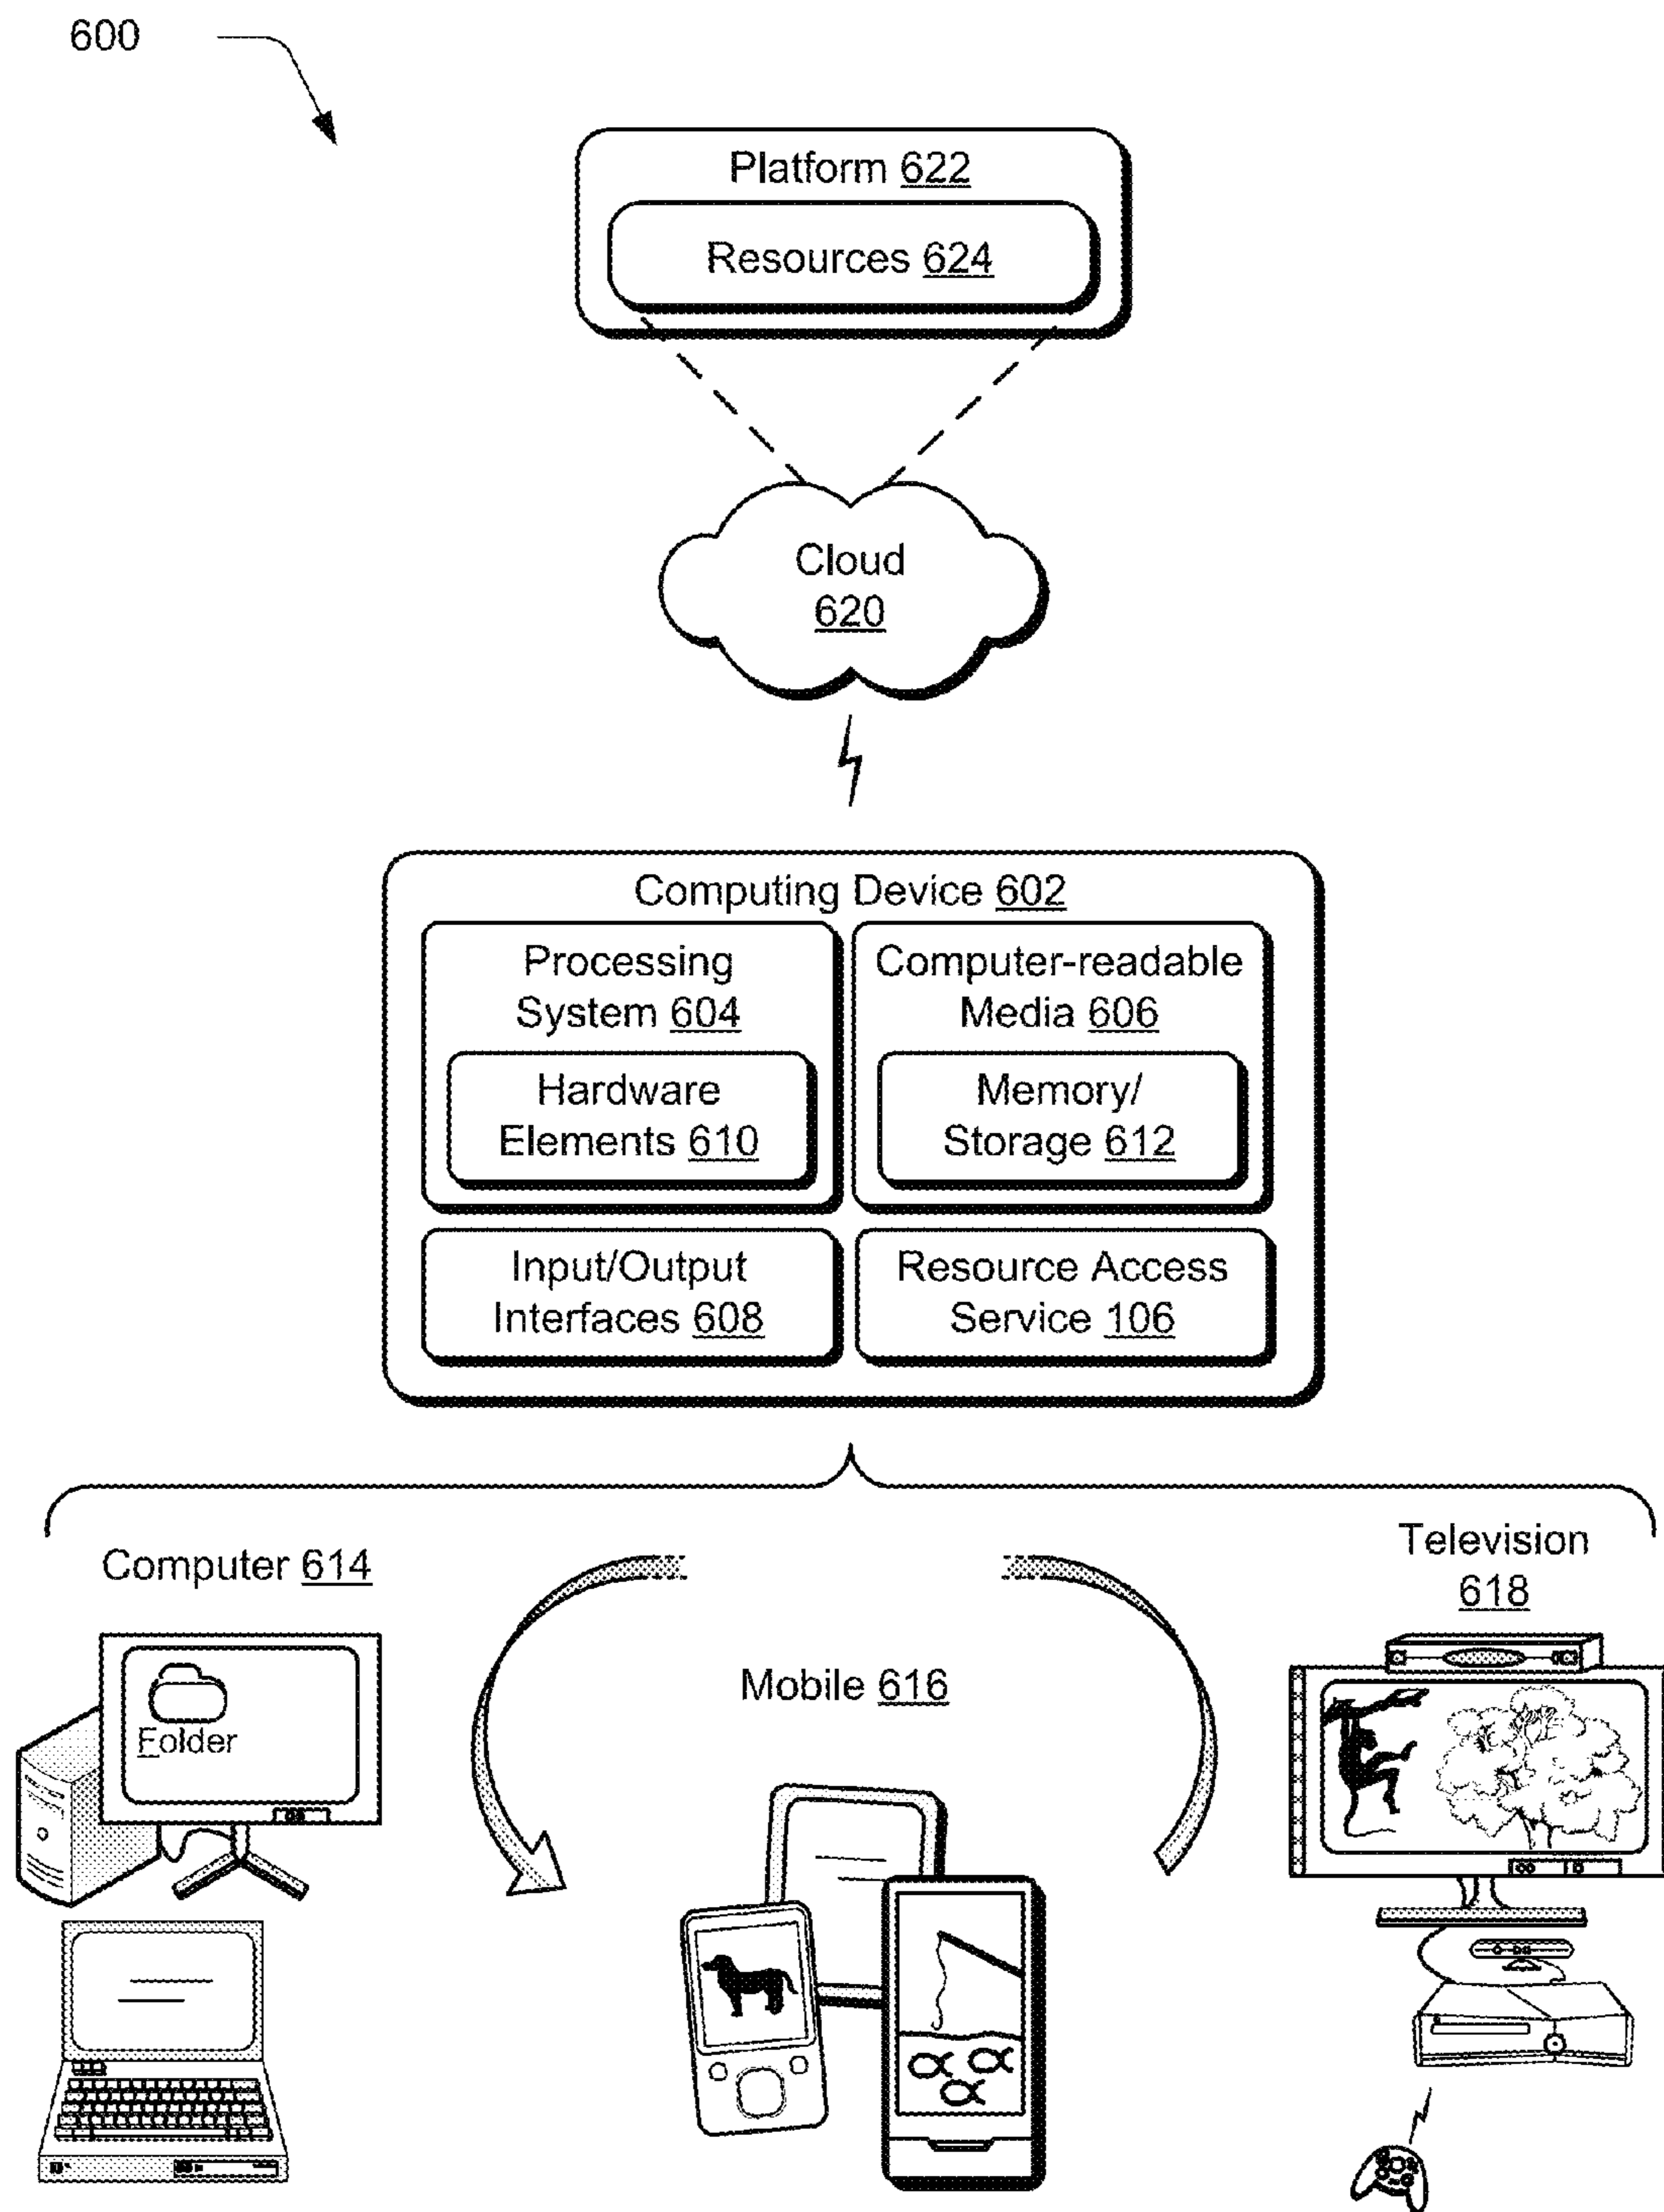 600
Platform 622
Resources 624
Cloud
620
Computing Device 602
Processing
System 604
Hardware
Elements 610
Computer-readable
Media 606
Memory/
Storage 612
Input/Output
Interfaces 608
Resource Access
Service 106
Computer 614
Folder
Mobile 616
Television
618